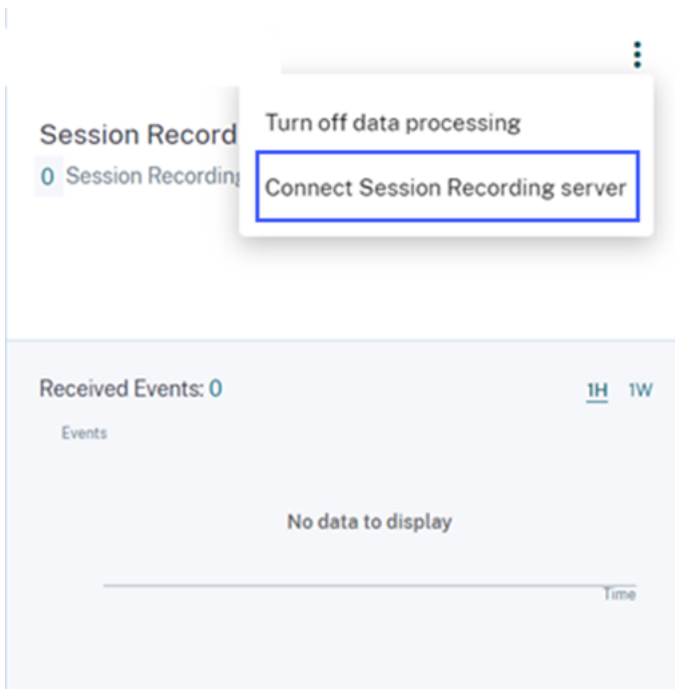 Turn off data processing
Session Record
Connect Session Recording server
0 Session Recording
Received Events: 0
1H 1W
Events
No data to display
Time